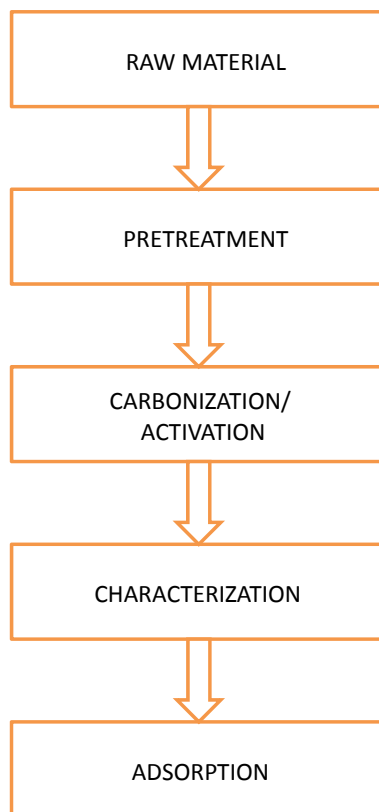 RAW MATERIAL
PRETREATMENT
CARBONIZATION/
ACTIVATION
CHARACTERIZATION
ADSORPTION